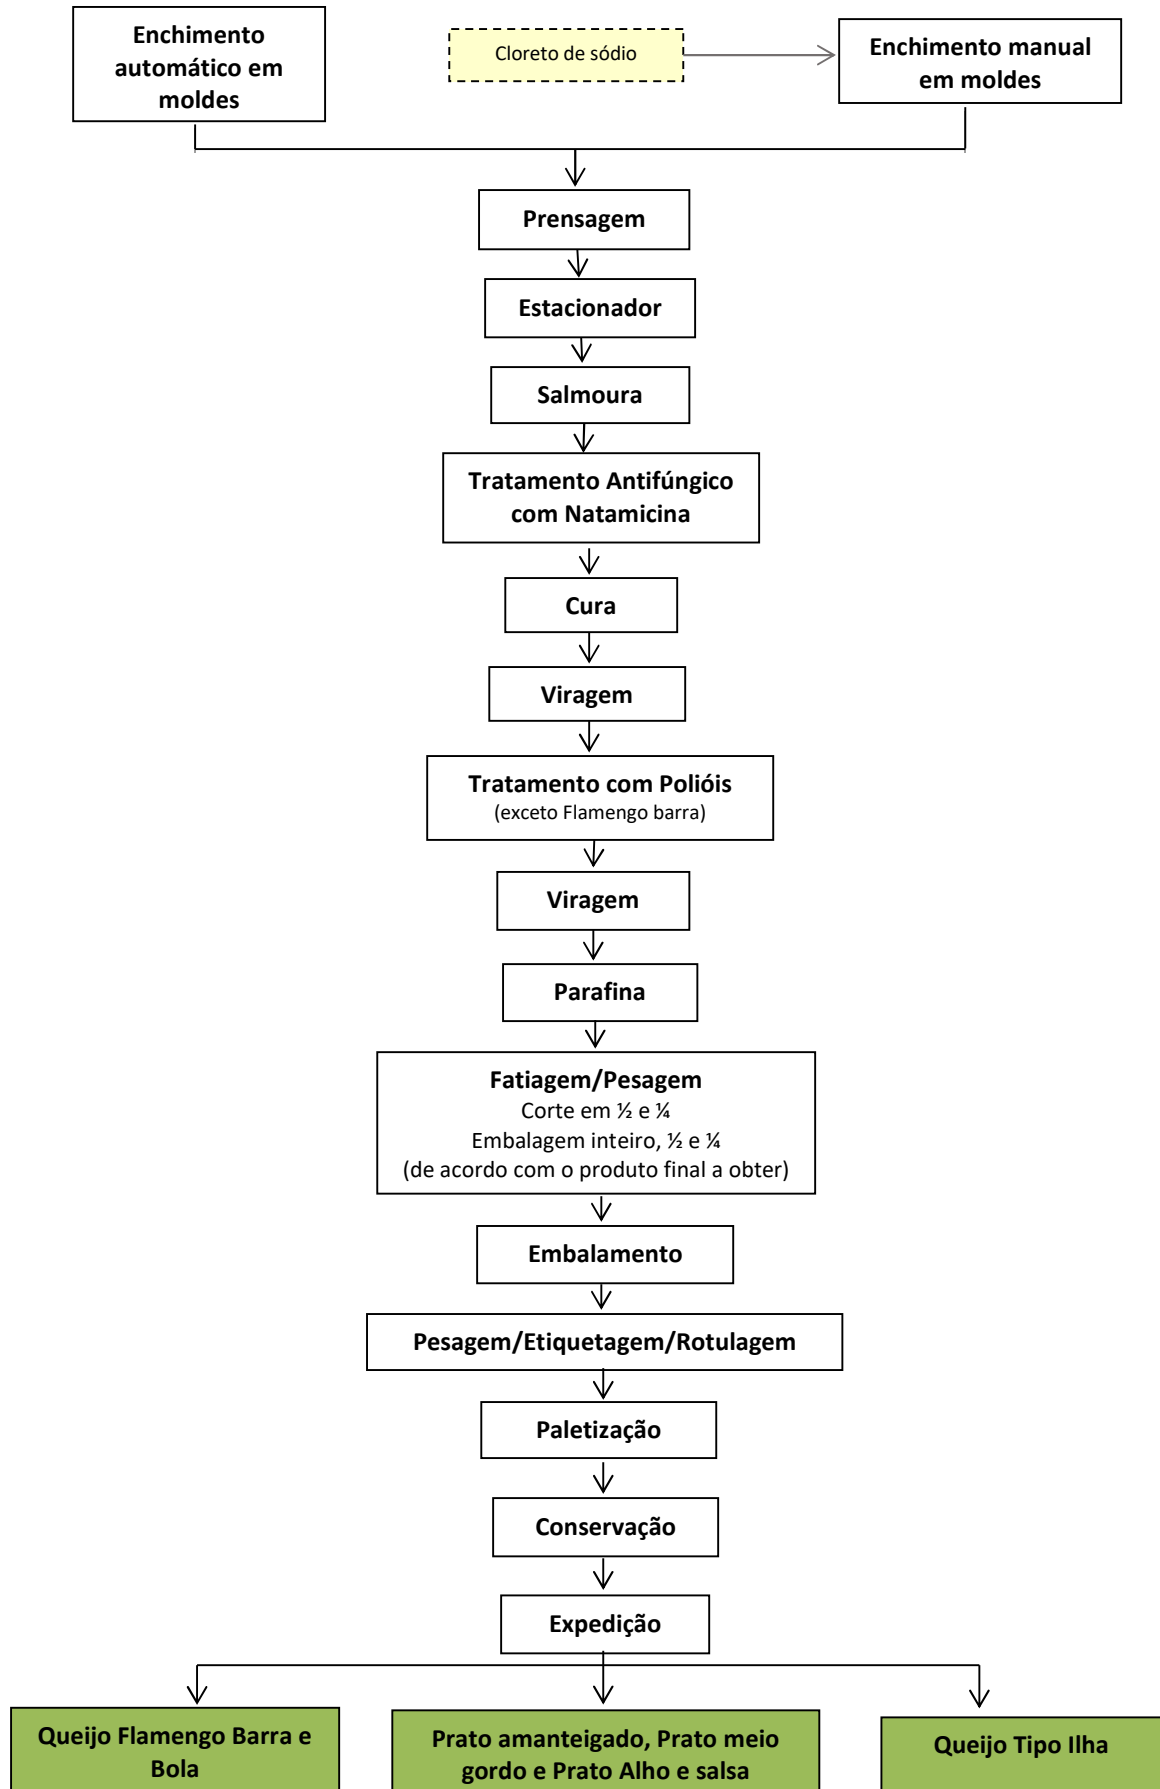 Enchimento
automático em
moldes
Cloreto de sódio
Enchimento manual
em moldes
Prensagem
Estacionador
Salmoura
Tratamento Antifúngico
com Natamicina
Cura
Viragem
Tratamento com Polióis
(exceto Flamengo barra)
Viragem
Parafina
Fatiagem/Pesagem
Corte em ½ e ¼
Embalagem inteiro, ½ e ¼
(de acordo com o produto final a obter)
Embalamento
Pesagem/Etiquetagem/Rotulagem
Paletização
Conservação
Expedição
Queijo Flamengo Barra e
Bola
Prato amanteigado, Prato meio
gordo e Prato Alho e salsa
Queijo Tipo Ilha